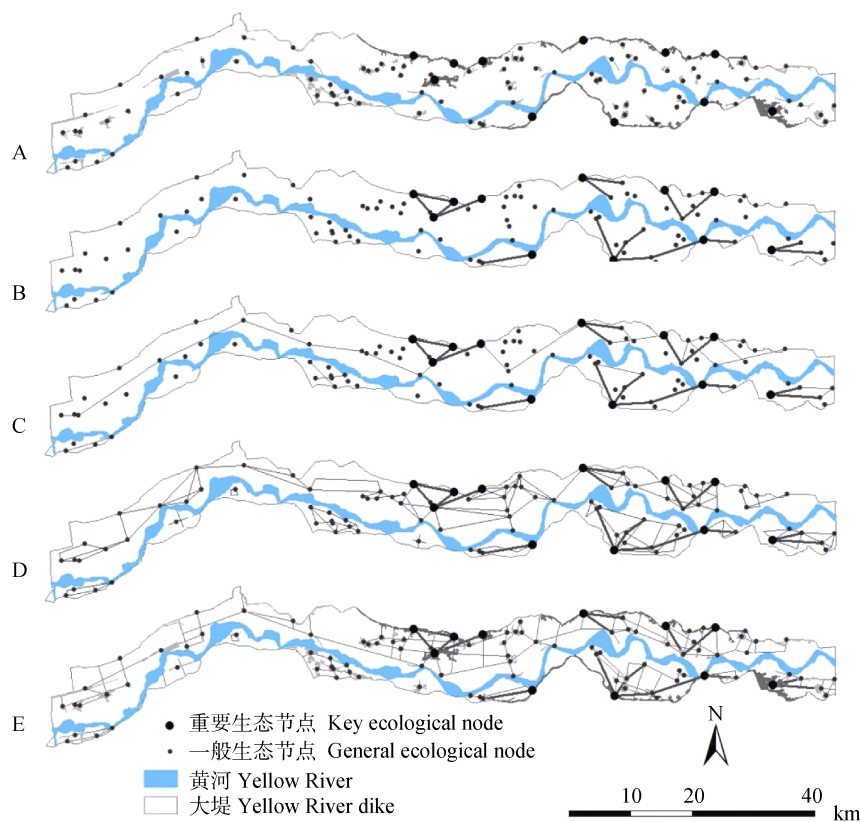 A
B
C
D
E
重要生态节点 Key ecological node
一般生态节点 General ecological node
黄河 Yellow River
大堤 Yellow River dike
N
10 20 40
km